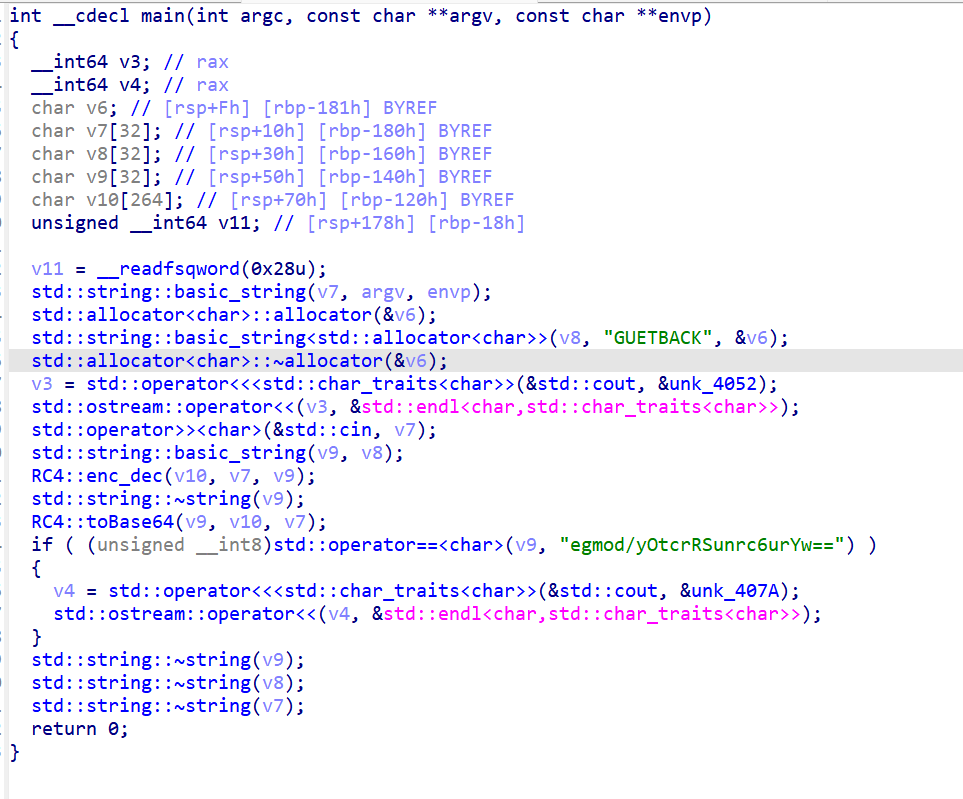 int __cdecl main(int argc, const char **argv, const char **envp)
{
  __int64 v3; // rax
  __int64 v4; // rax
  char v6; // [rsp+Fh] [rbp-181h] BYREF
  char v7[32]; // [rsp+10h] [rbp-180h] BYREF
  char v8[32]; // [rsp+30h] [rbp-160h] BYREF
  char v9[32]; // [rsp+50h] [rbp-140h] BYREF
  char v10[264]; // [rsp+70h] [rbp-120h] BYREF
  unsigned __int64 v11; // [rsp+178h] [rbp-18h]

  v11 = __readfsqword(0x28u);
  std::string::basic_string(v7, argv, envp);
  std::allocator<char>::allocator(&v6);
  std::string::basic_string<std::allocator<char>>(v8, "GUETBACK", &v6);
  std::allocator<char>::~allocator(&v6);
  v3 = std::operator<<<std::char_traits<char>>(&std::cout, &unk_4052);
  std::ostream::operator<<(v3, &std::endl<char,std::char_traits<char>>);
  std::operator>><char>(&std::cin, v7);
  std::string::basic_string(v9, v8);
  RC4::enc_dec(v10, v7, v9);
  std::string::~string(v9);
  RC4::toBase64(v9, v10, v7);
  if ( (unsigned __int8)std::operator==<char>(v9, "egmod/yOtcrRSunrc6urYw==") )
  {
    v4 = std::operator<<<std::char_traits<char>>(&std::cout, &unk_407A);
    std::ostream::operator<<(v4, &std::endl<char,std::char_traits<char>>);
  }
  std::string::~string(v9);
  std::string::~string(v8);
  std::string::~string(v7);
  return 0;
}